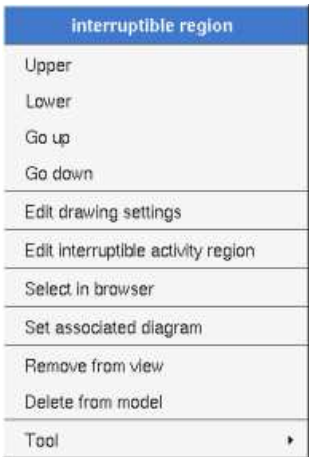 interruptible region
Upper
Lower
Go up
Go down
Edit drawing settings
Edit interruptible activity region
Select in browser
Set associated diagram
Remove from view
Delete from model
Tool